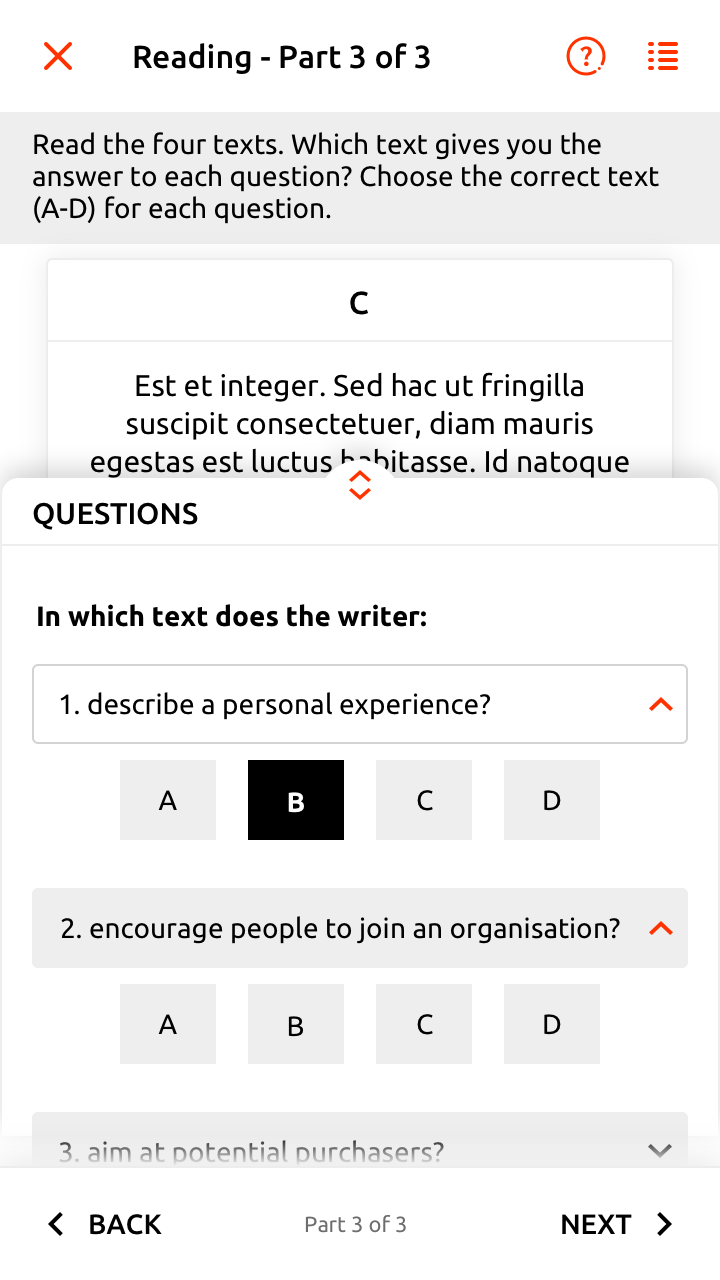 Reading - Part 3 of 3
?
Read the four texts. Which text gives you the
answer to each question? Choose the correct text
(A-D) for each question.
C
Est et integer. Sed hac ut fringilla
suscipit consectetuer, diam mauris
egestas est luctus habitasse. Id natoque
QUESTIONS
In which text does the writer:
1. describe a personal experience?
A B C D
2. encourage people to join an organisation?
A B C D
3. aim at potential purchasers?
BACK Part 3 of 3 NEXT